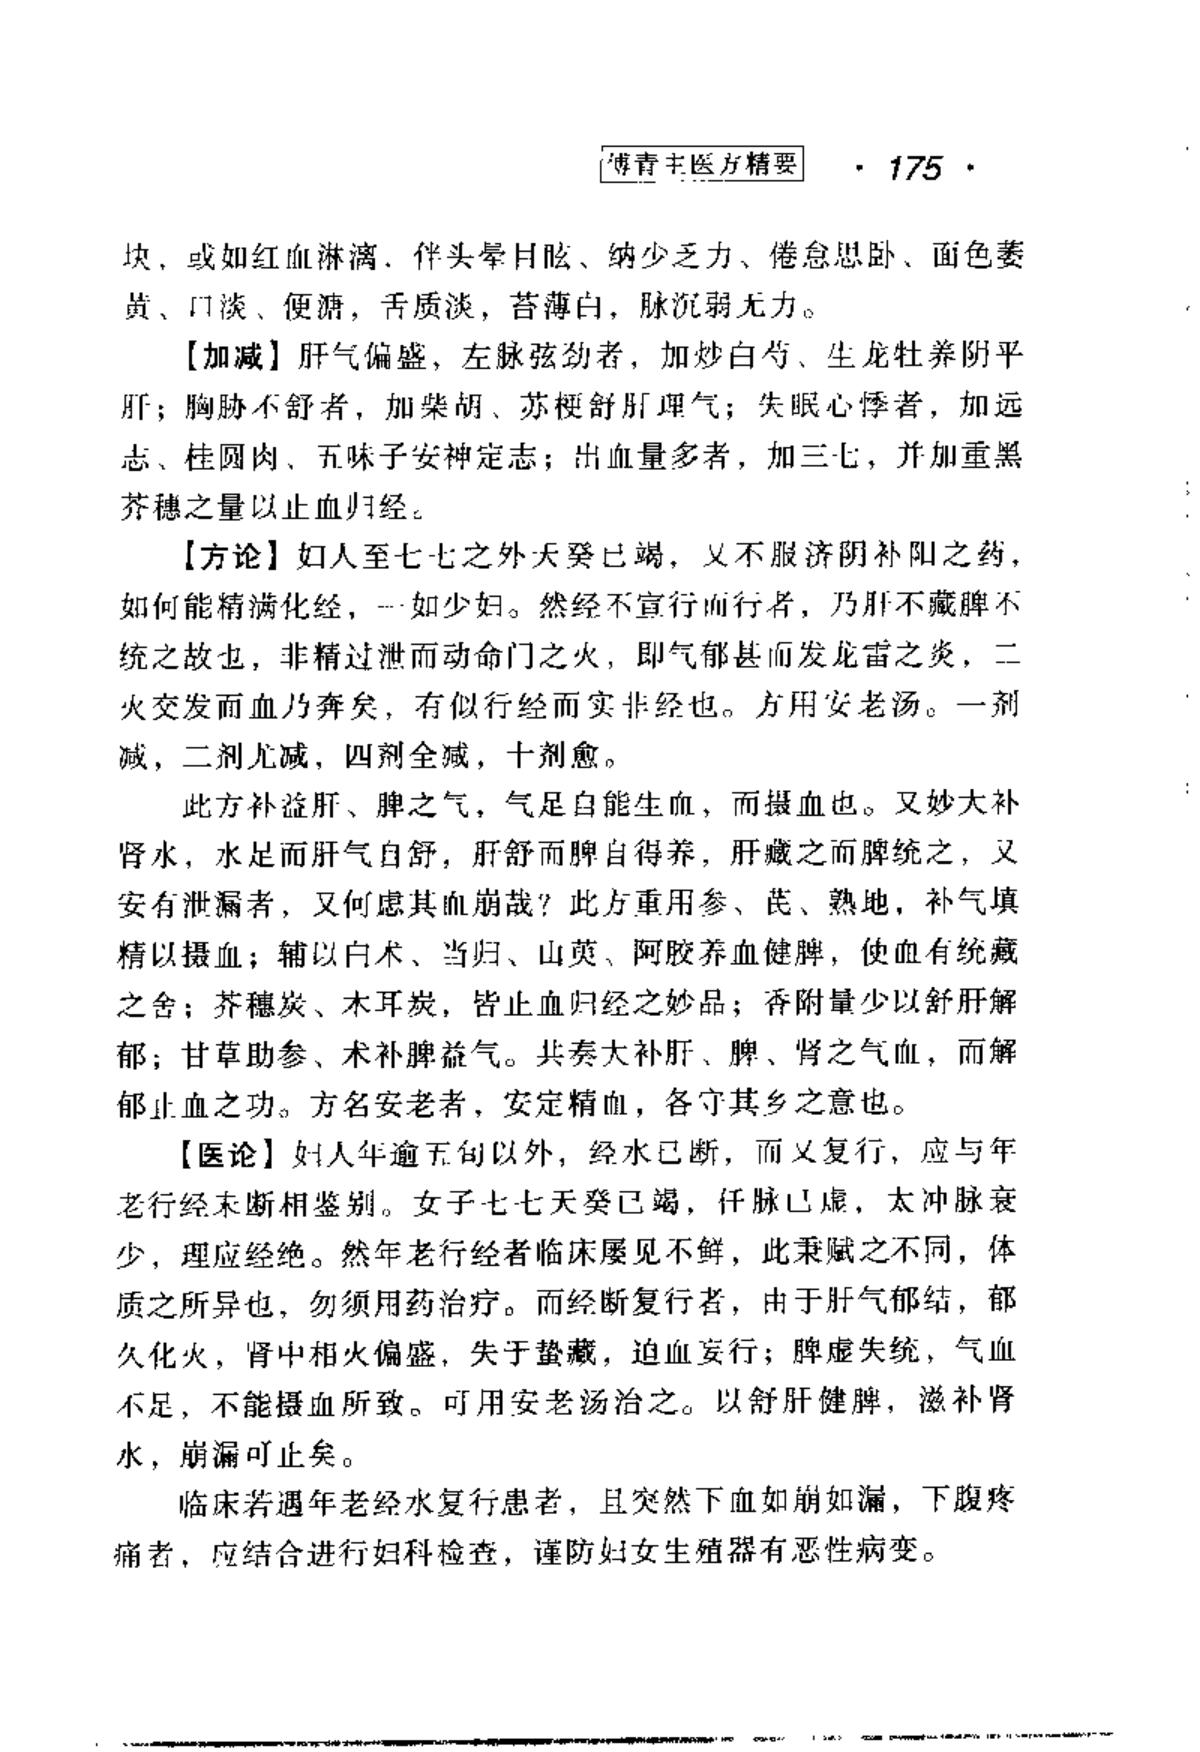 傅青主医方精要 · 175 ·
块，或如红血淋漓．伴头晕目眩、纳少乏力、倦怠思卧、面色萎
黄、口淡、便溏，舌质淡，苔薄白，脉沉弱无力。
【加减】肝气偏盛，左脉弦劲者，加炒白芍、生龙牡养阴平
肝；胸胁不舒者，加柴胡、苏梗舒肝理气；失眠心悸者，加远
志、桂圆肉、五味子安神定志；出血量多者，加三七，并加重黑
芥穗之量以止血归经。
【方论】妇人至七七之外天癸已竭，又不服济阴补阳之药，
如何能精满化经，一如少妇。然经不宜行而行者，乃肝不藏脾不
统之故也，非精过泄而动命门之火，即气郁甚而发龙雷之炎，二
火交发而血乃奔矣，有似行经而实非经也。方用安老汤。一剂
减，二剂尤减，四剂全减，十剂愈。
此方补益肝、脾之气，气足自能生血，而摄血也。又妙大补
肾水，水足而肝气自舒，肝舒而脾自得养，肝藏之而脾统之，又
安有泄漏者，又何虑其血崩哉？此方重用参、芪、熟地，补气填
精以摄血；辅以白术、当归、山萸、阿胶养血健脾，使血有统藏
之舍；芥穗炭、木耳炭，皆止血归经之妙品；香附量少以舒肝解
郁；甘草助参、术补脾益气。共奏大补肝、脾、肾之气血，而解
郁止血之功。方名安老者，安定精血，各守其乡之意也。
【医论】妇人年逾五旬以外，经水已断，而又复行，应与年
老行经未断相鉴别。女子七七天癸已竭，任脉已虚，太冲脉衰
少，理应经绝。然年老行经者临床屡见不鲜，此秉赋之不同，体
质之所异也，勿须用药治疗。而经断复行者，由于肝气郁结，郁
久化火，肾中相火偏盛，失于蛰藏，迫血妄行；脾虚失统，气血
不足，不能摄血所致。可用安老汤治之。以舒肝健脾，滋补肾
水，崩漏可止矣。
临床若遇年老经水复行患者，且突然下血如崩如漏，下腹疼
痛者，应结合进行妇科检查，谨防妇女生殖器有恶性病变。